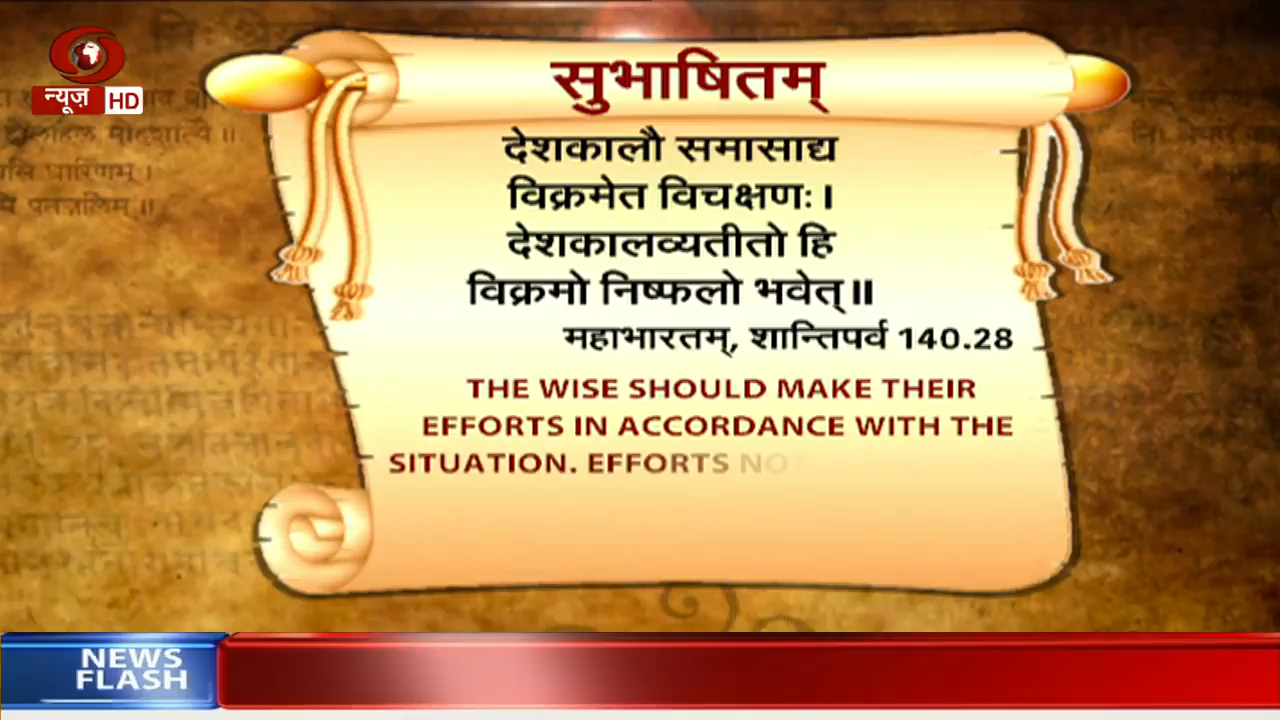 न्यूज़ HD
सुभाषितम्
देशकालौ समासाद्य
विक्रमेत विचक्षणः।
देशकालव्यतीतो हि
विक्रमो निष्फलो भवेत्॥
महाभारतम्, शान्तिपर्व 140.28
THE WISE SHOULD MAKE THEIR
EFFORTS IN ACCORDANCE WITH THE
SITUATION. EFFORTS NO
NEWS
FLASH